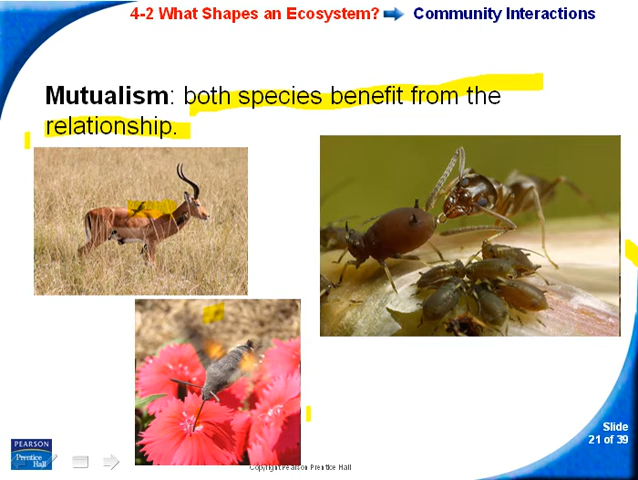 4-2 What Shapes an Ecosystem? Community Interactions
Mutualism: both species benefit from the
relationship.
Slide
21 of 39
PEARSON
Prentice
Hall
Copyright Pearson Prentice Hall